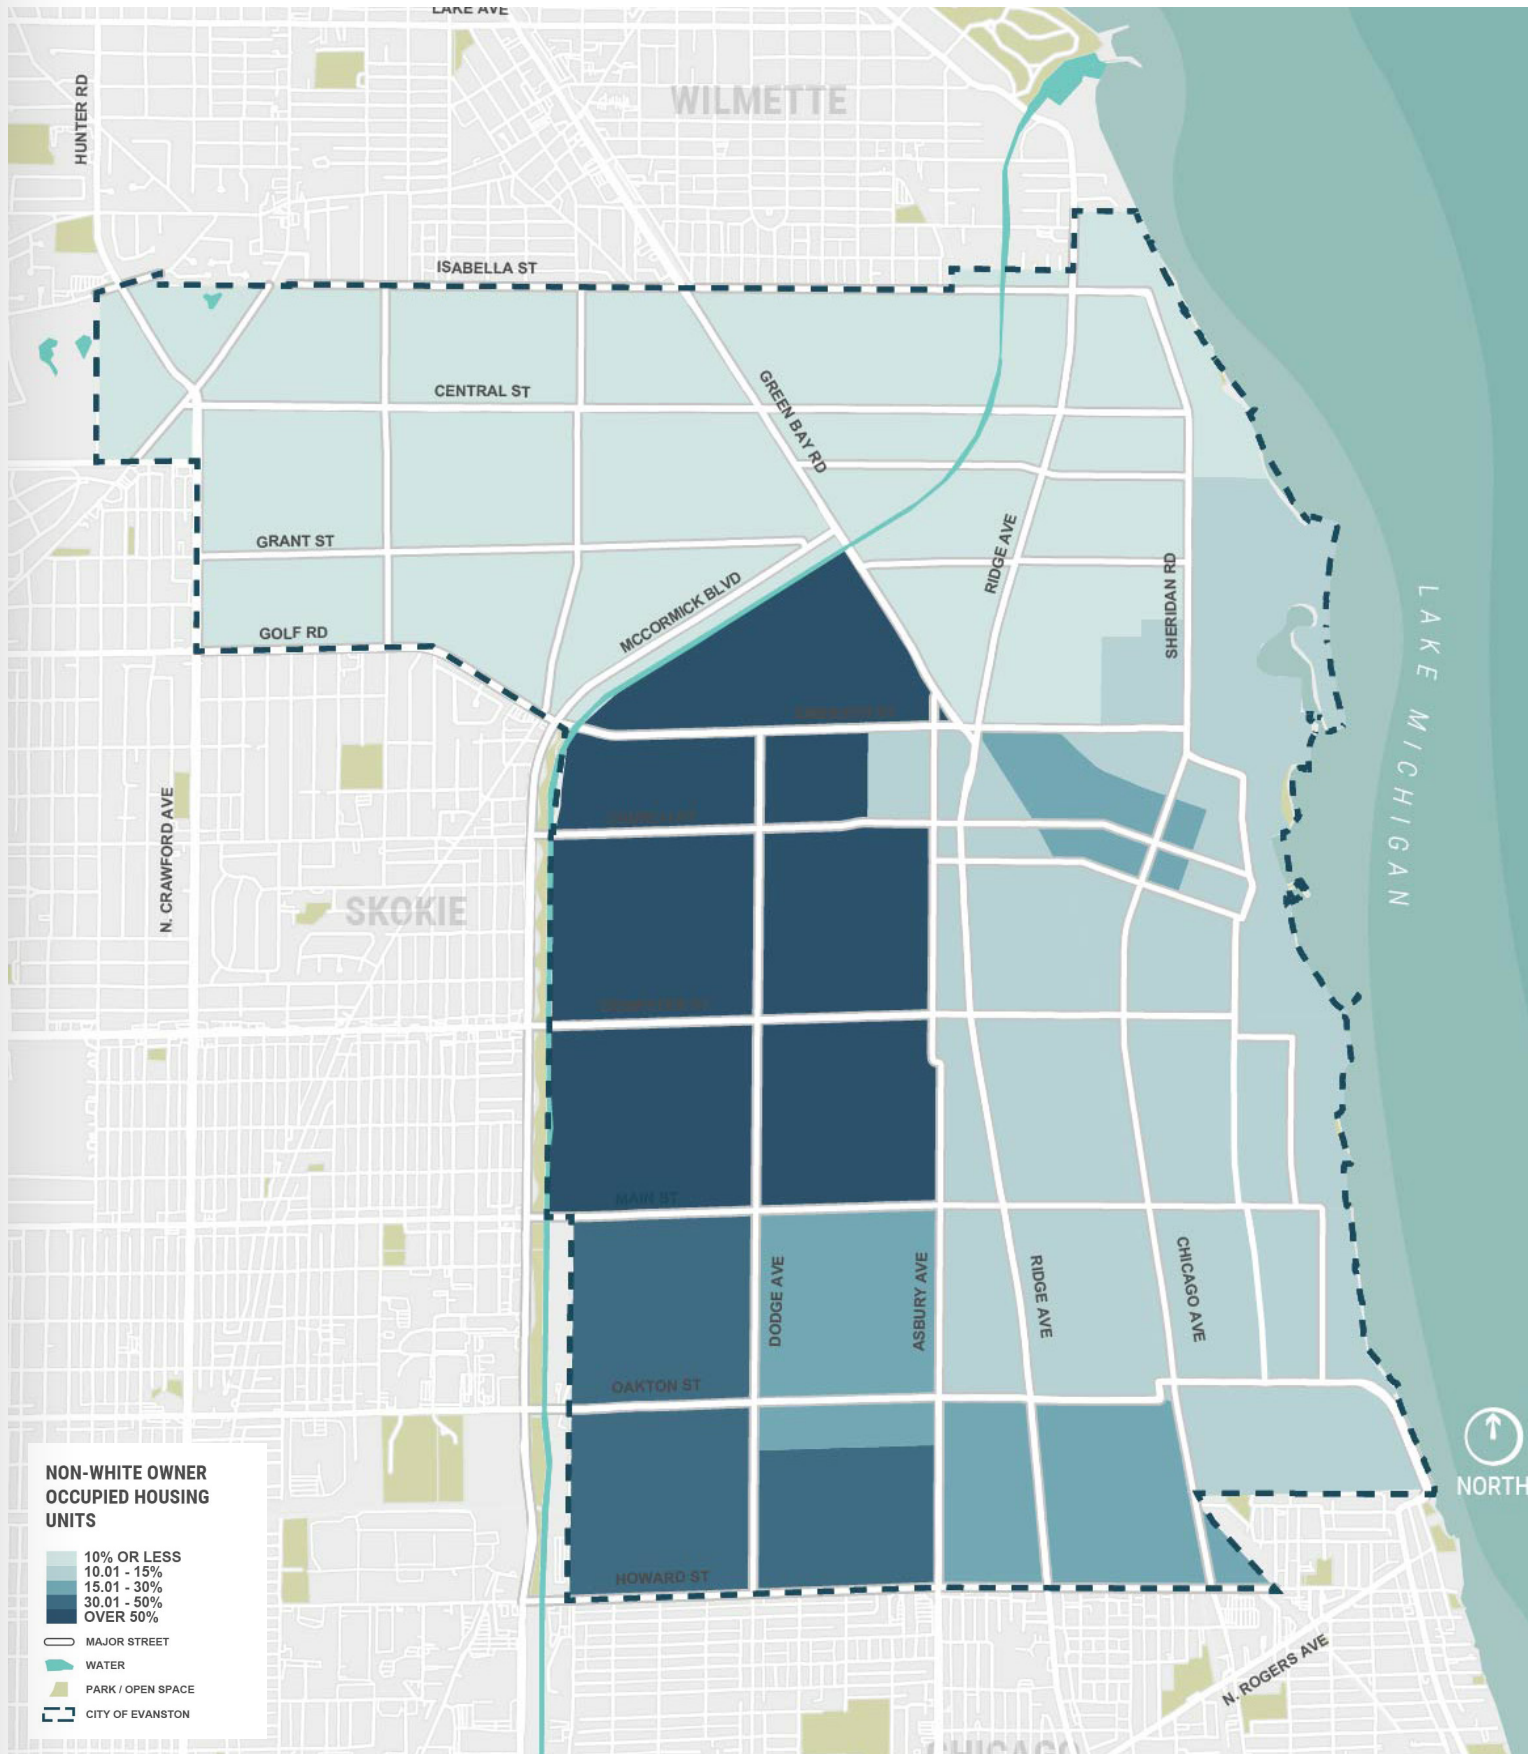 LAKE AVE
HUNTER RD
WILMETTE
ISABELLA ST
CENTRAL ST
GREEN BAY RD
GRANT ST
RIDGE AVE
SHERIDAN RD
MCCORMICK BLVD
GOLF RD
LAKE MICHIGAN
N. CRAWFORD AVE
SKOKIE
MAIN ST
DODGE AVE
ASBURY AVE
RIDGE AVE
CHICAGO AVE
OAKTON ST
HOWARD ST
NORTH
N. ROGERS AVE
CHICAGO
NON-WHITE OWNER
OCCUPIED HOUSING
UNITS
10% OR LESS
10.01 - 15%
15.01 - 30%
30.01 - 50%
OVER 50%
MAJOR STREET
WATER
PARK / OPEN SPACE
CITY OF EVANSTON